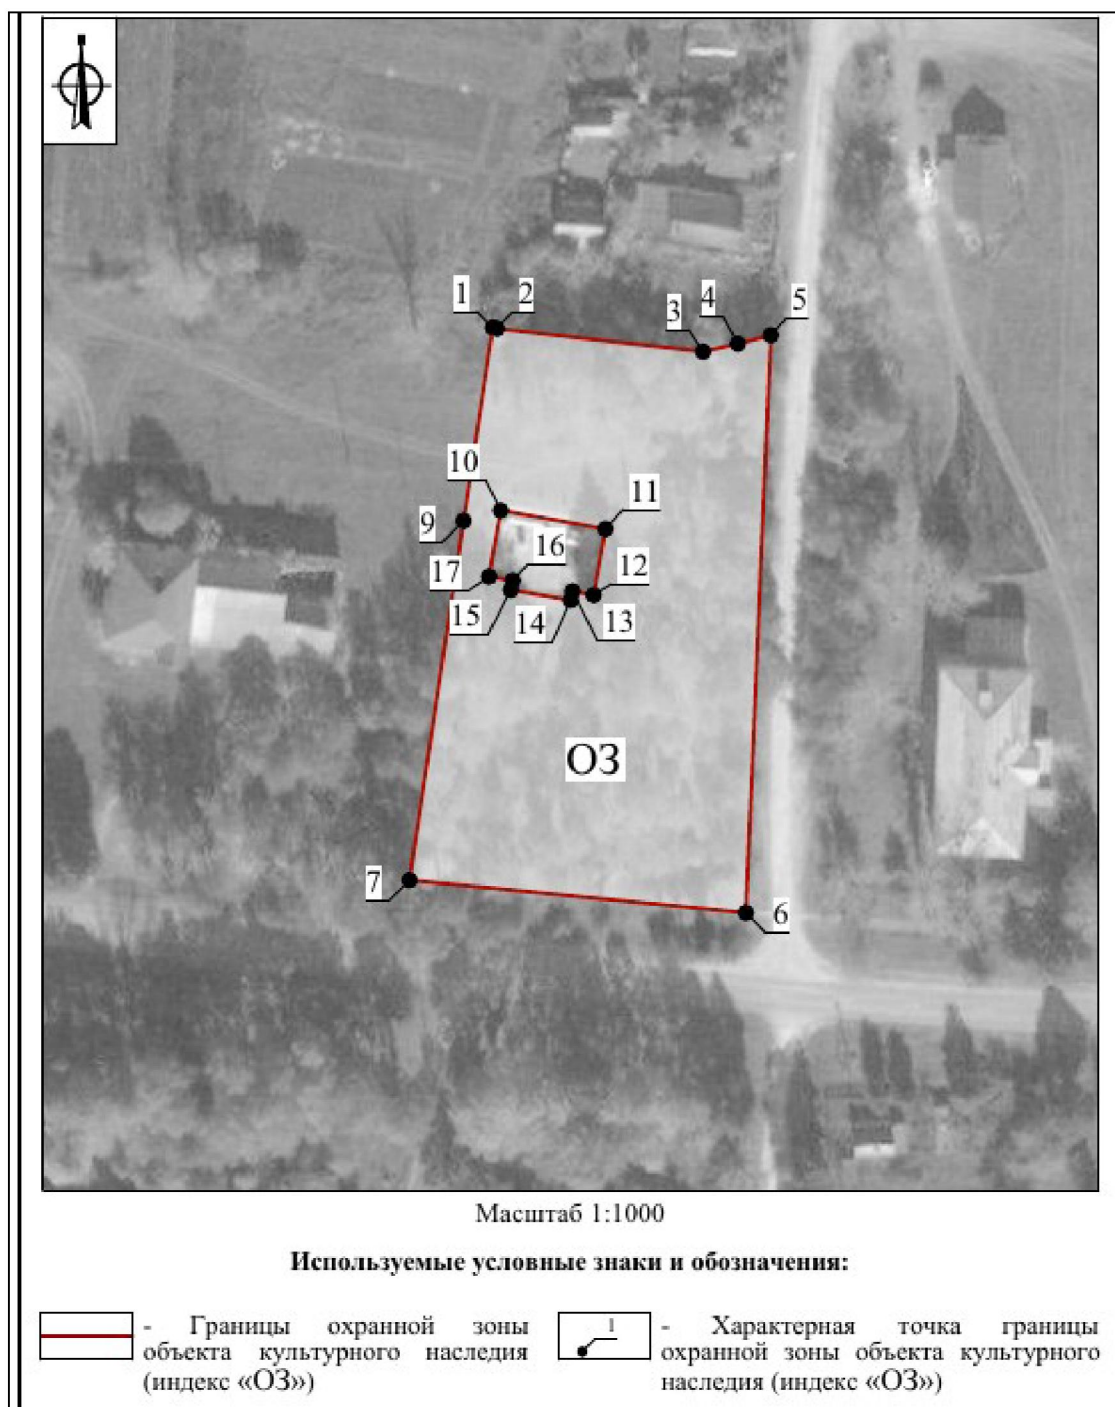 1 2
3 4 5
10
11
9
16
17 12
15 14 13
ОЗ
7
6
Масштаб 1:1000
Используемые условные знаки и обозначения:
- Границы охранной зоны
объекта культурного наследия
(индекс «ОЗ»)
1
- Характерная точка границы
охранной зоны объекта культурного
наследия (индекс «ОЗ»)